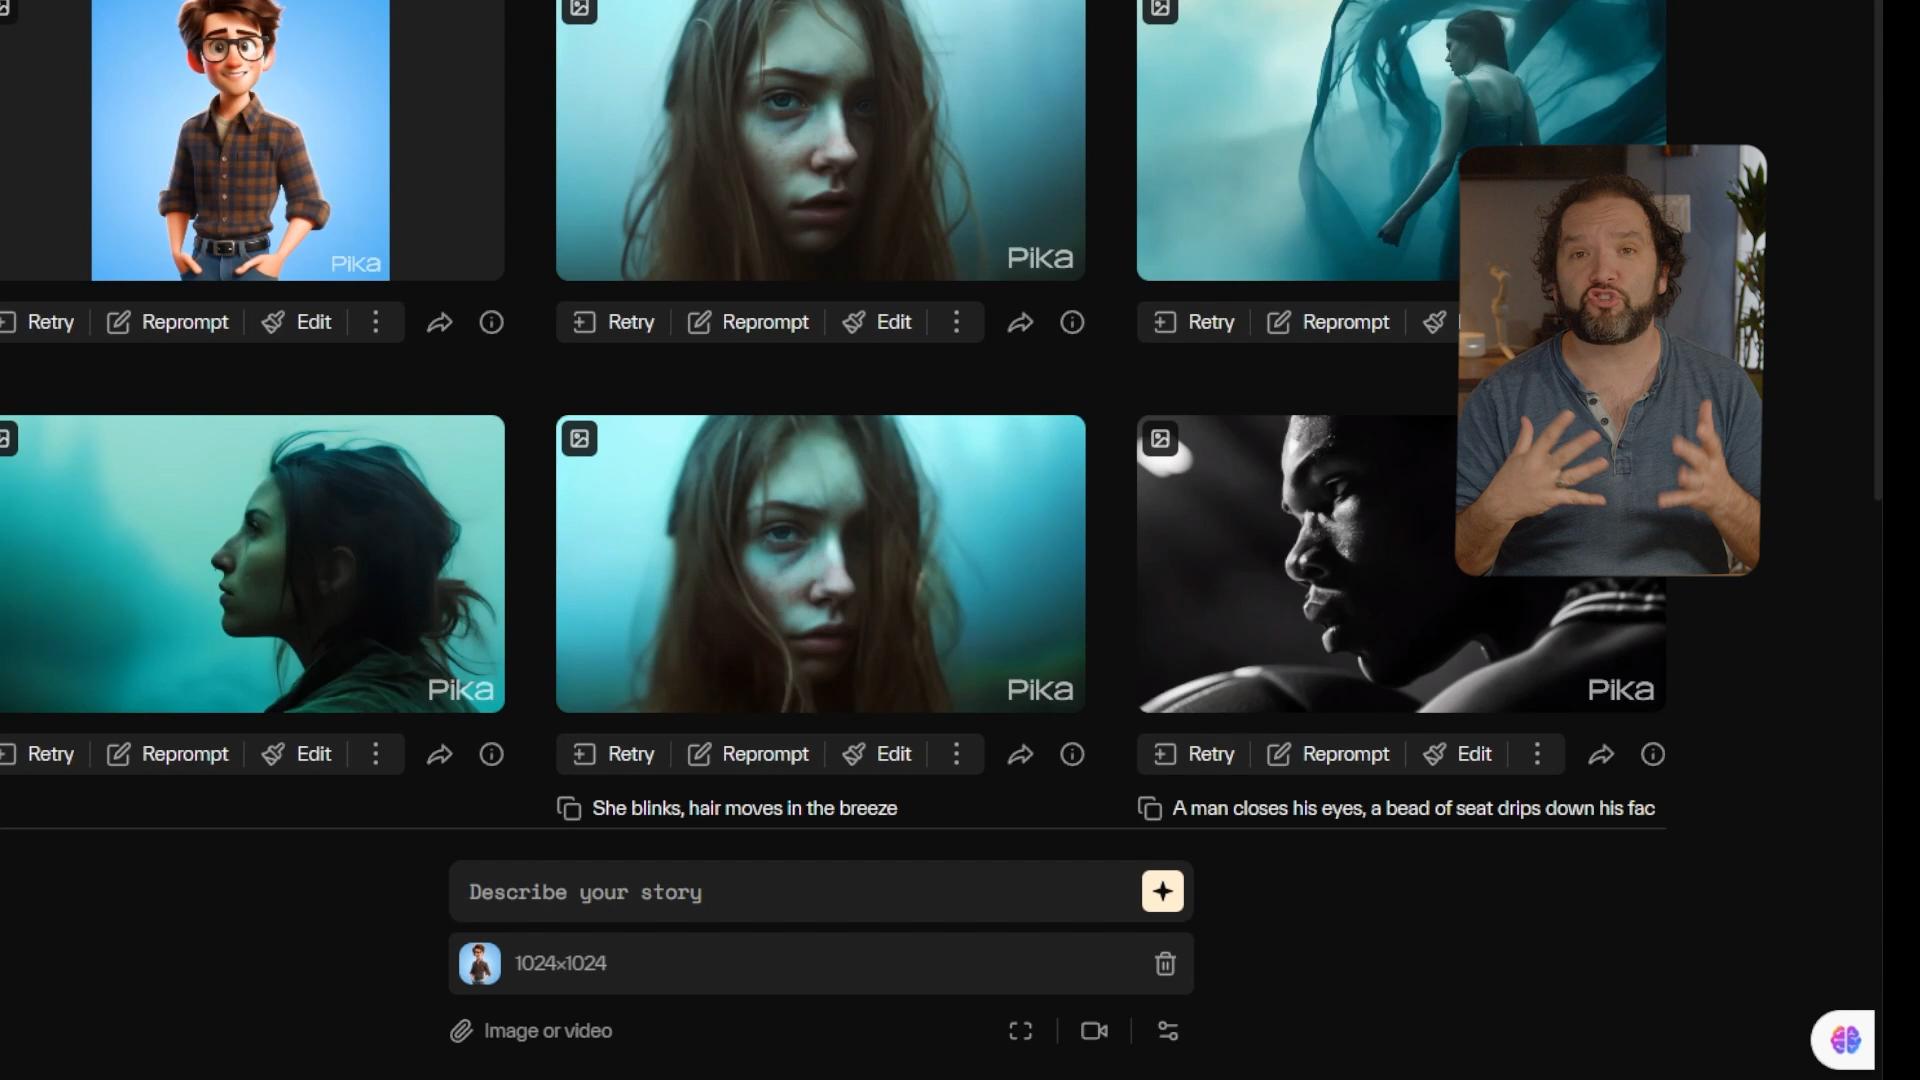 Pika
Pika
Retry Reprompt Edit
Retry Reprompt Edit
Retry Reprompt
Pika
Pika
Pika
Retry Reprompt Edit
Retry Reprompt Edit
Retry Reprompt Edit
She blinks, hair moves in the breeze
A man closes his eyes, a bead of seat drips down his fac
Describe your story
1024×1024
Image or video